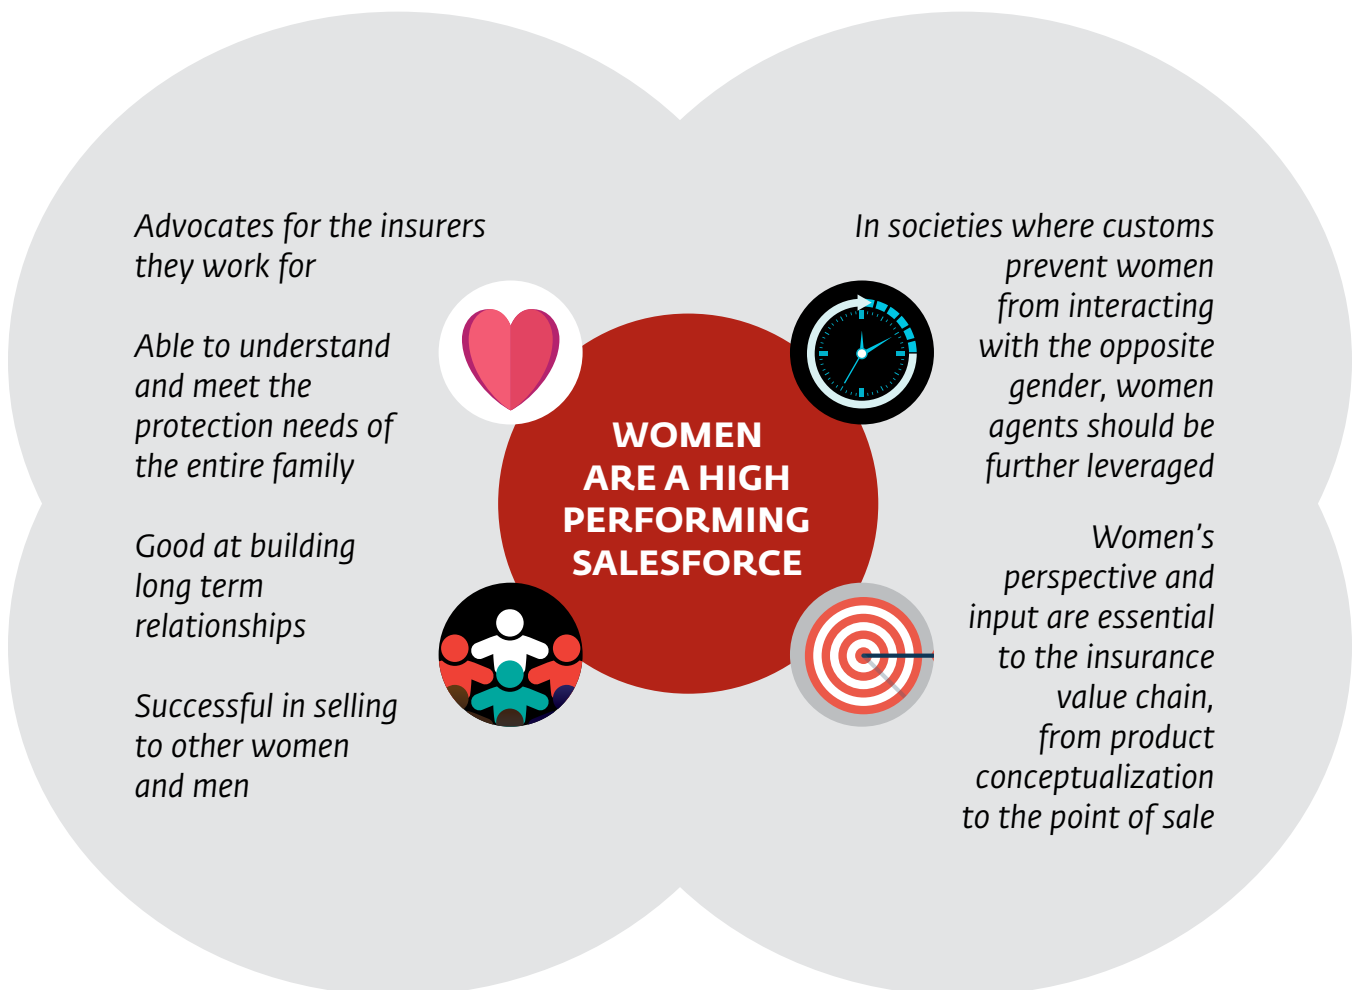 Advocates for the insurers
they work for
Able to understand
and meet the
protection needs of
the entire family
Good at building
long term
relationships
Successful in selling
to other women
and men
WOMEN
ARE A HIGH
PERFORMING
SALESFORCE
In societies where customs
prevent women
from interacting
with the opposite
gender, women
agents should be
further leveraged
Women's
perspective and
input are essential
to the insurance
value chain,
from product
conceptualization
to the point of sale